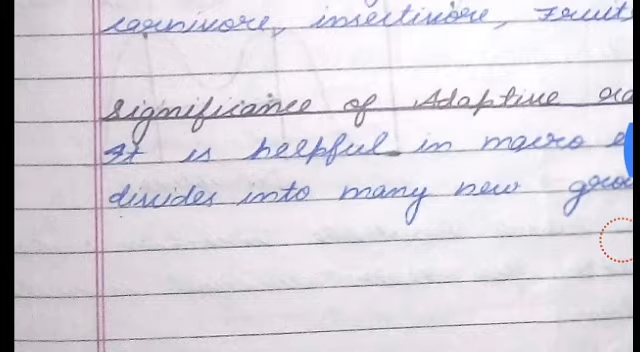 carnivore, insectivore, Fruit
Significance of Adaptive
It is helpful in macro
divides into many new